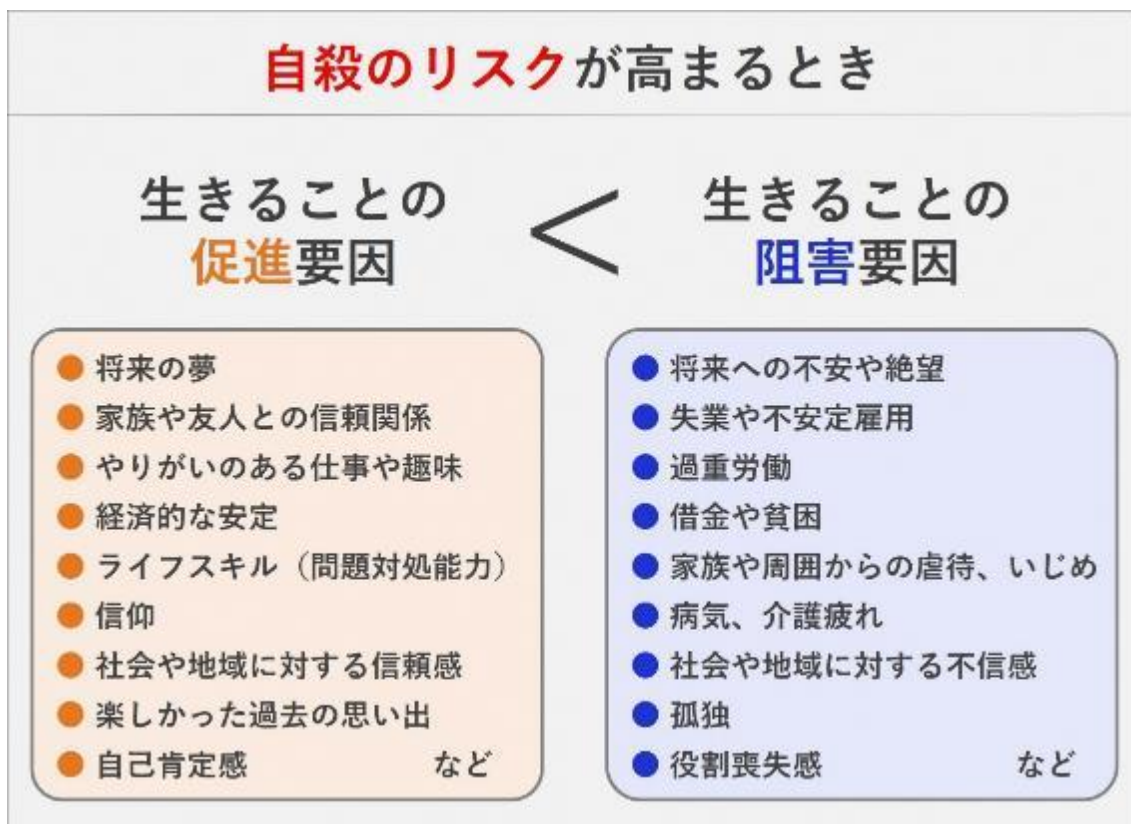 自殺のリスクが高まるとき
生きることの
促進要因
<
生きることの
阻害要因
将来の夢
家族や友人との信頼関係
やりがいのある仕事や趣味
経済的な安定
ライフスキル（問題対処能力）
信仰
社会や地域に対する信頼感
楽しかった過去の思い出
自己肯定感 など
将来への不安や絶望
失業や不安定雇用
過重労働
借金や貧困
家族や周囲からの虐待、いじめ
病気、介護疲れ
社会や地域に対する不信感
孤独
役割喪失感 など